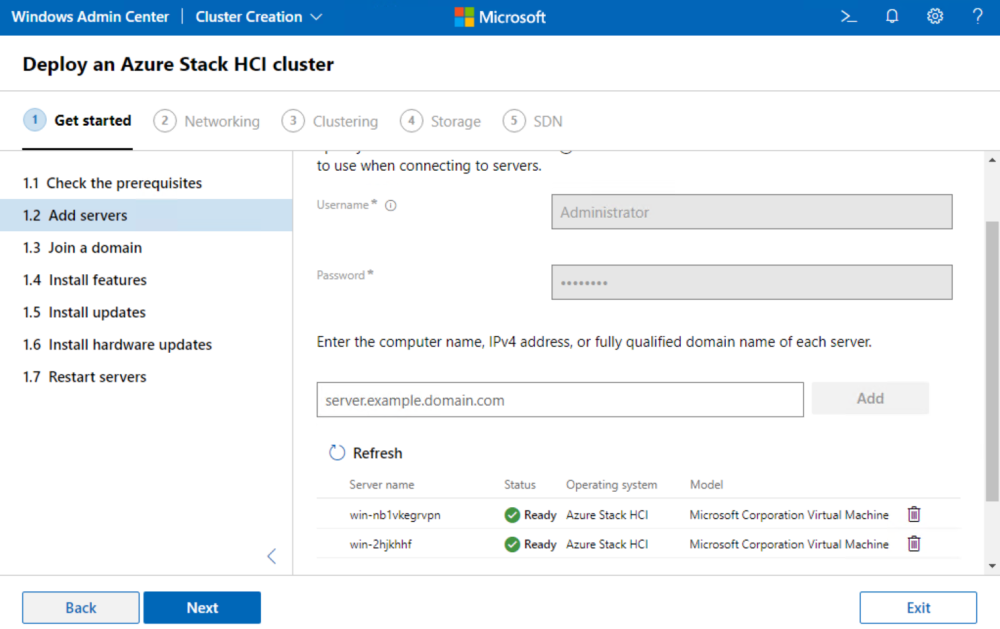 Windows Admin Center | Cluster Creation
Microsoft
Deploy an Azure Stack HCI cluster
1 Get started
2 Networking
3 Clustering
4 Storage
5 SDN
1.1 Check the prerequisites
1.2 Add servers
1.3 Join a domain
1.4 Install features
1.5 Install updates
1.6 Install hardware updates
1.7 Restart servers
to use when connecting to servers.
Username *
Administrator
Password *
••••••••
Enter the computer name, IPv4 address, or fully qualified domain name of each server.
server.example.domain.com
Add
Refresh
Server name Status Operating system Model
win-nb1vkegrvpn Ready Azure Stack HCI Microsoft Corporation Virtual Machine
win-2hjkhhf Ready Azure Stack HCI Microsoft Corporation Virtual Machine
Back
Next
Exit